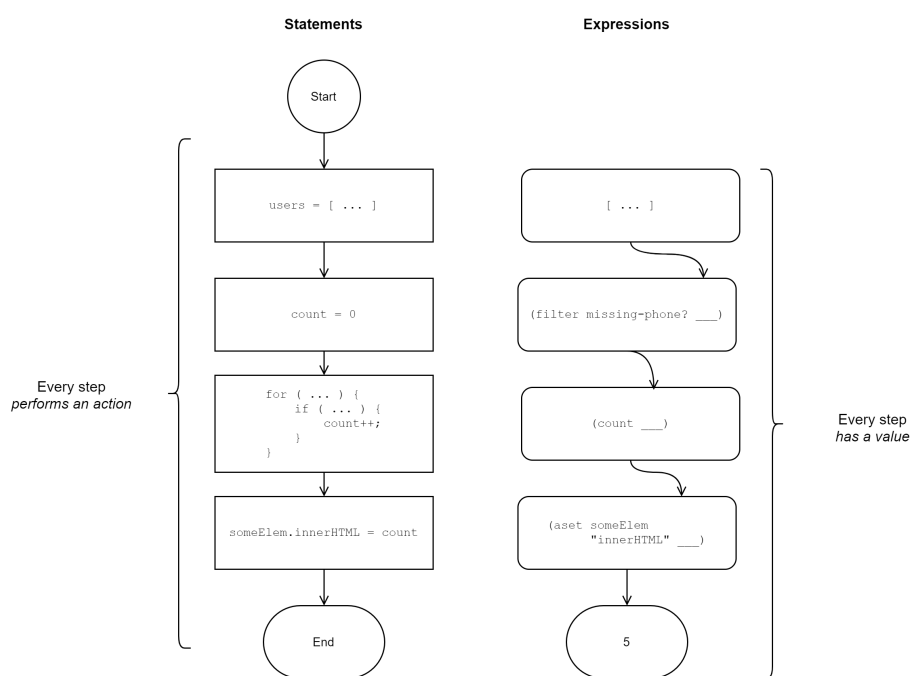 Statements
Expressions
Start
users = [ ... ]
count = 0
for ( ... ) {
    if ( ... ) {
        count++;
    }
}
someElem.innerHTML = count
End
Every step
performs an action
[ ... ]
(filter missing-phone? ___)
(count ___)
(aset someElem
      "innerHTML" ___)
5
Every step
has a value